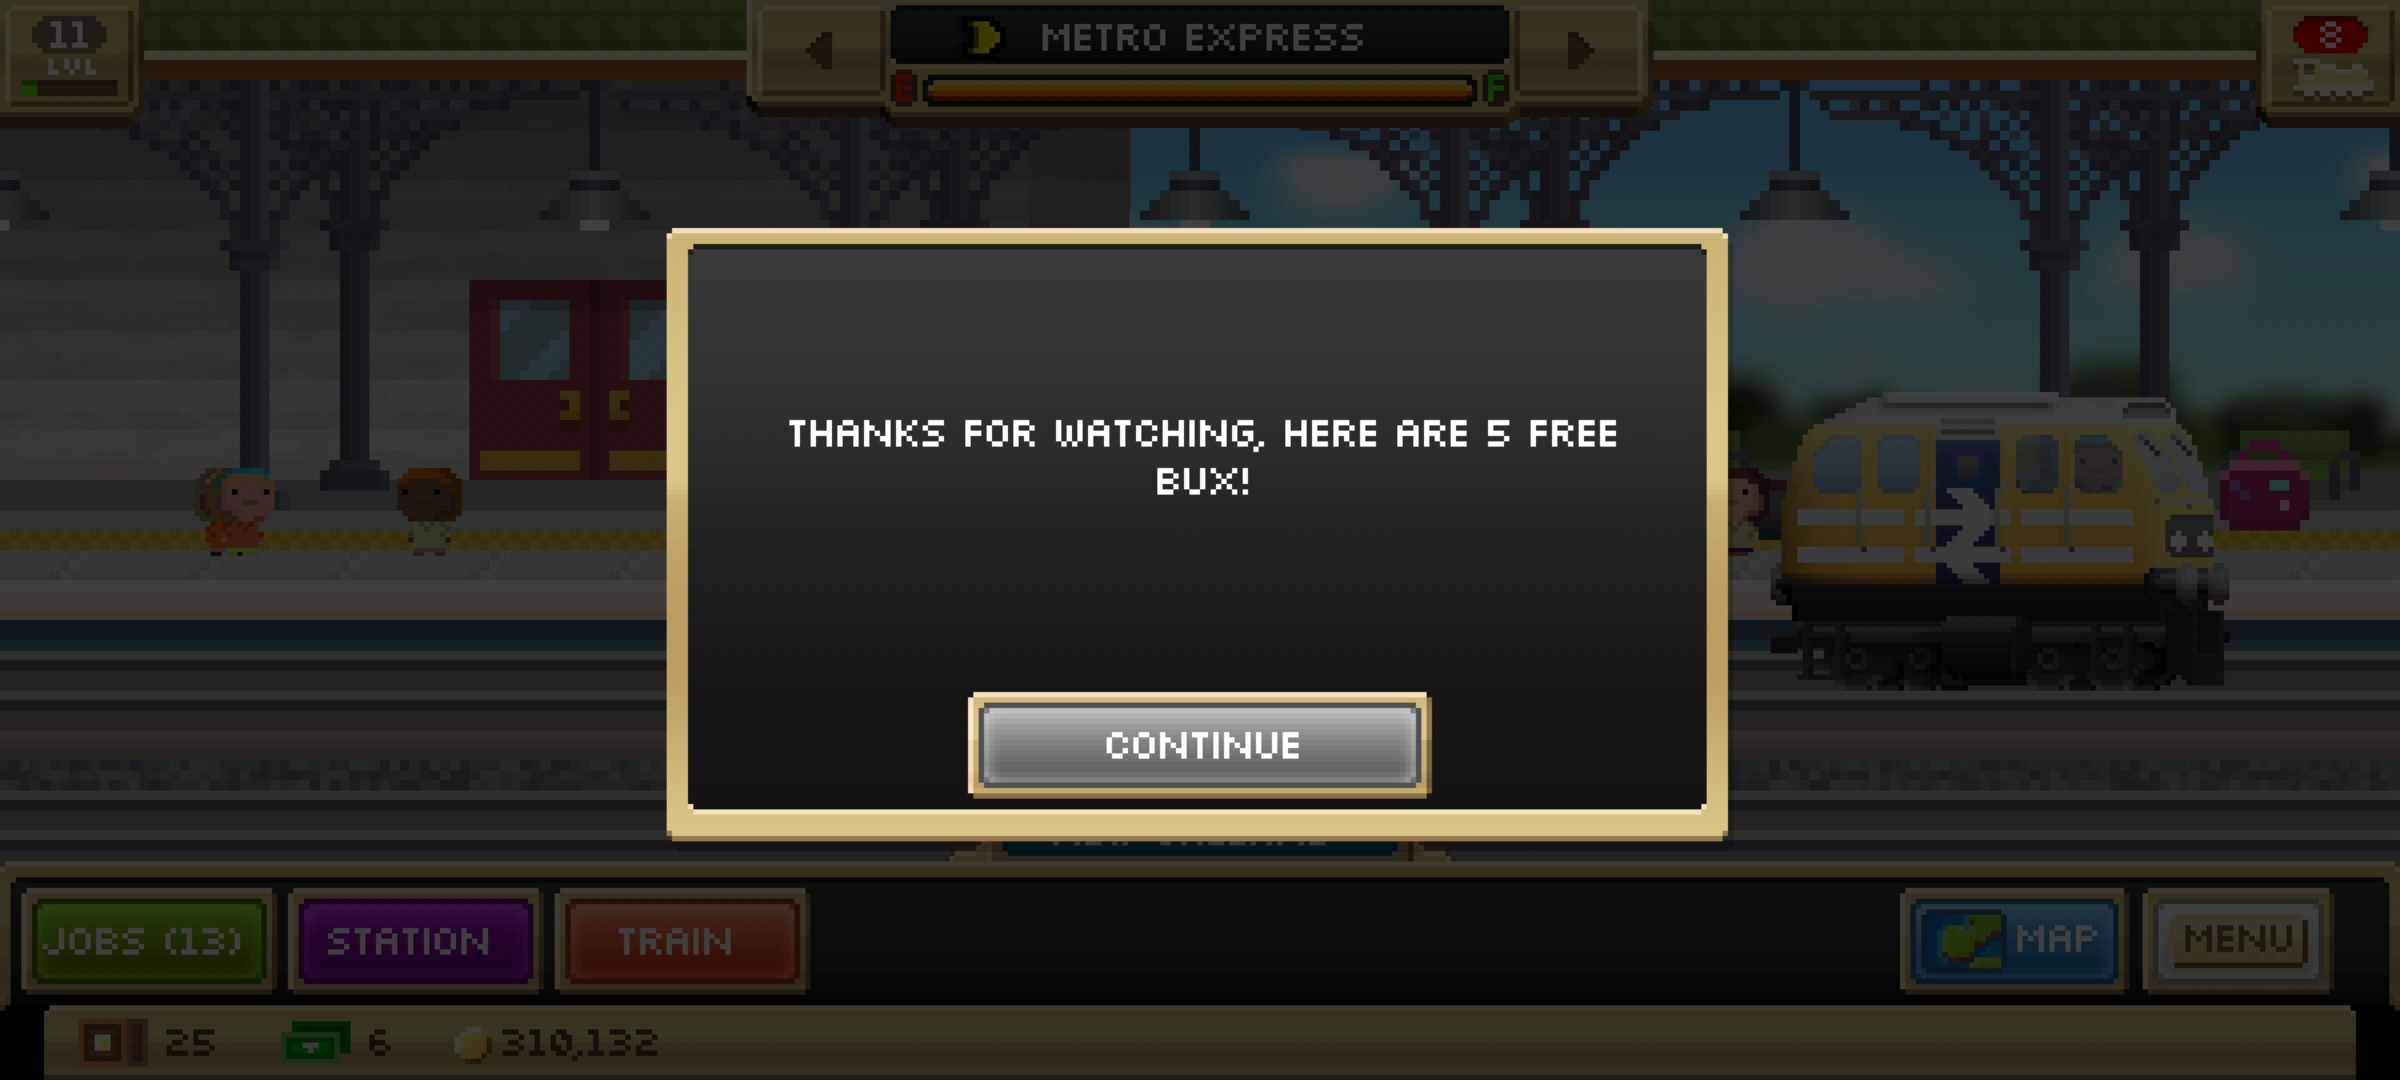 11
LVL
METRO EXPRESS
8
E F
THANKS FOR WATCHING, HERE ARE 5 FREE
BUX!
CONTINUE
JOBS (13)
STATION
TRAIN
MAP
MENU
25
6
310,132